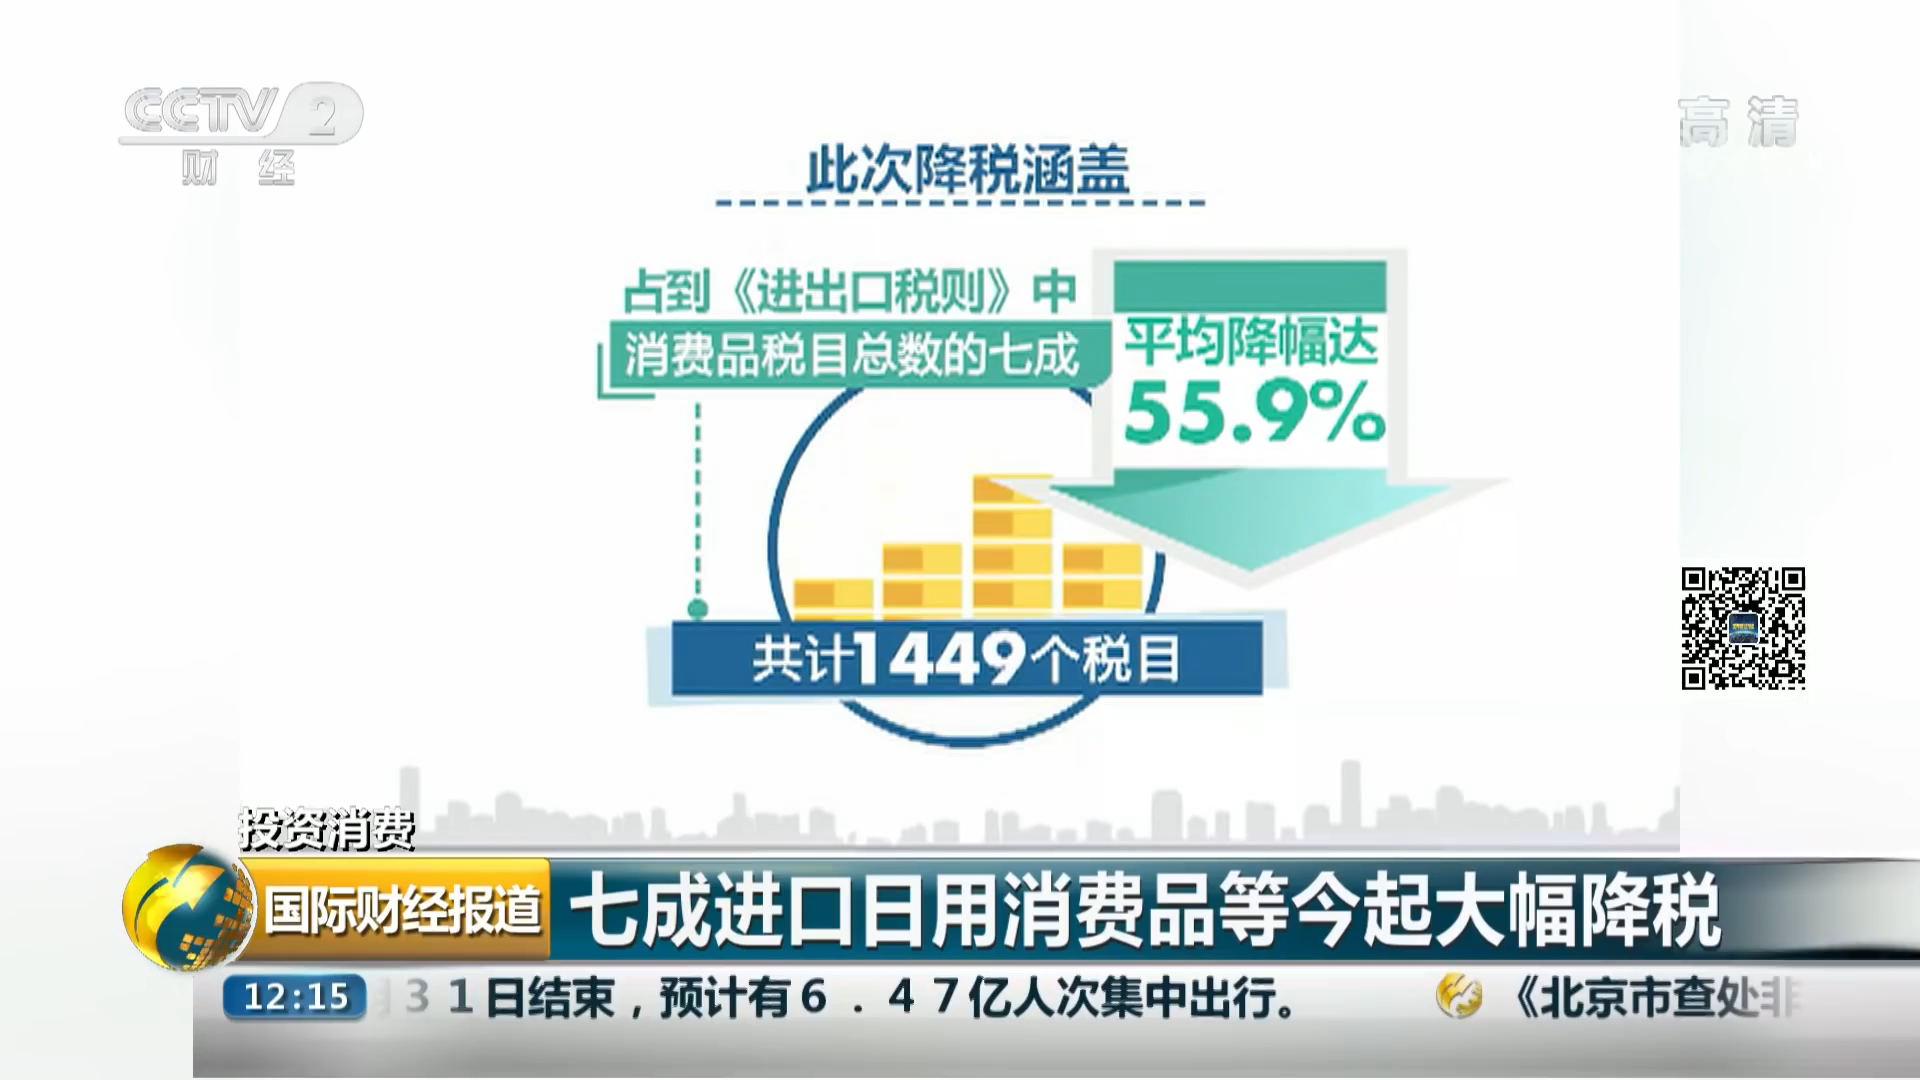 CCTV 2
财 经
高 清
此次降税涵盖
占到《进出口税则》中
消费品税目总数的七成
平均降幅达
55.9%
共计1449个税目
投资消费
国际财经报道
七成进口日用消费品等今起大幅降税
12:15
31日结束，预计有6．47亿人次集中出行。
《北京市查处非